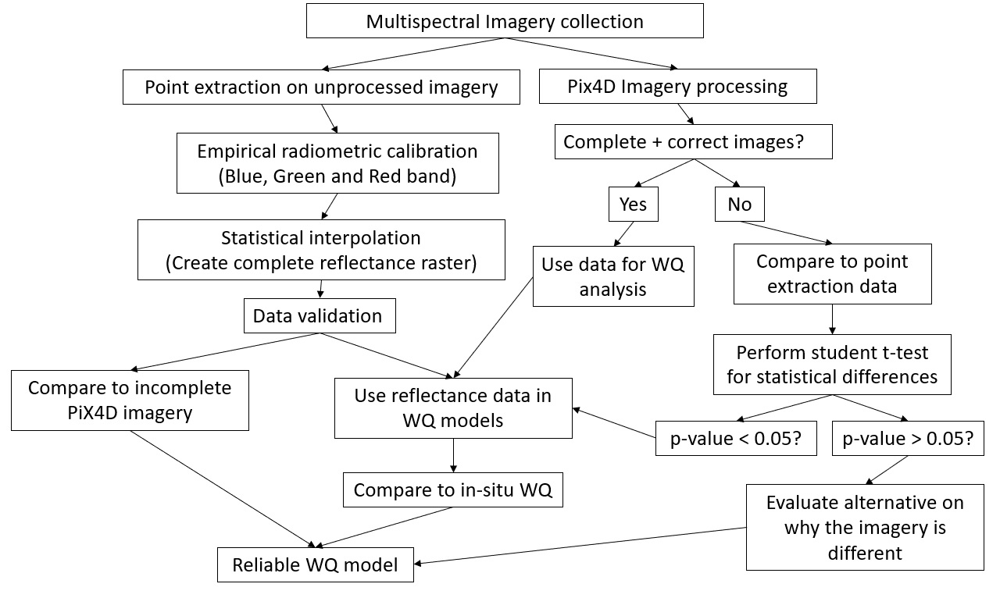 Multispectral Imagery collection
Point extraction on unprocessed imagery
Pix4D Imagery processing
Empirical radiometric calibration
(Blue, Green and Red band)
Complete + correct images?
Yes
No
Statistical interpolation
(Create complete reflectance raster)
Use data for WQ
analysis
Compare to point
extraction data
Data validation
Perform student t-test
for statistical differences
Compare to incomplete
PiX4D imagery
Use reflectance data in
WQ models
p-value < 0.05?
p-value > 0.05?
Compare to in-situ WQ
Evaluate alternative on
why the imagery is
different
Reliable WQ model